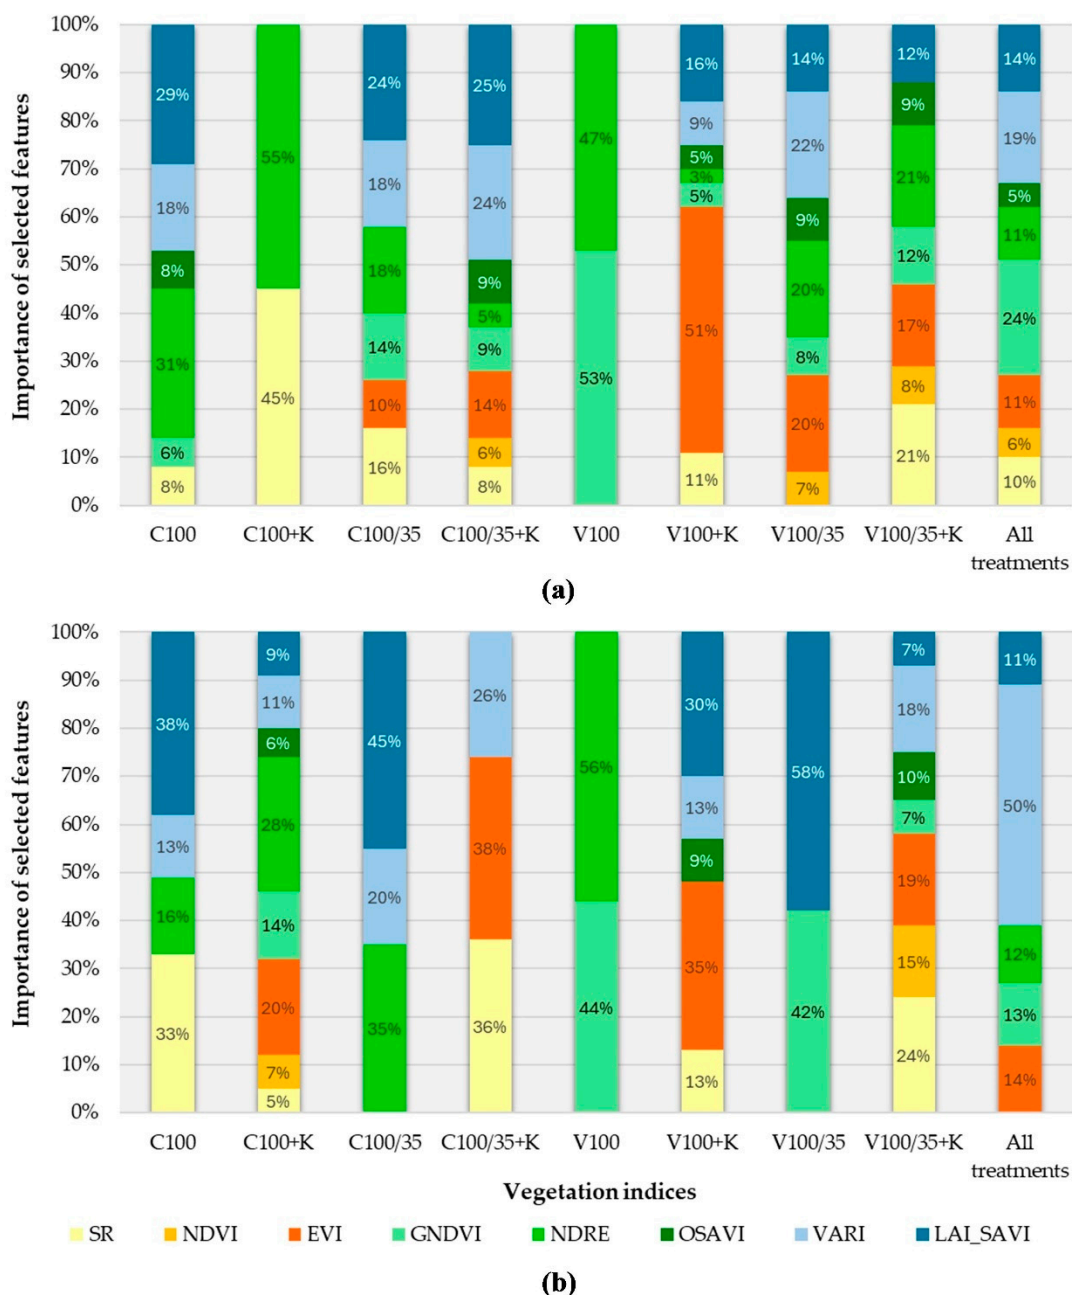 100%
90%
80%
70%
60%
50%
40%
30%
20%
10%
0%
Importance of selected features
29% 18% 8% 31% 6% 8%
55% 45%
24% 18% 18% 14% 10% 16%
25% 24% 9% 5% 9% 14% 6% 8%
47% 53%
16% 9% 5% 3% 5% 51% 11%
14% 22% 9% 20% 8% 20% 7%
12% 9% 21% 12% 17% 8% 21%
14% 19% 5% 11% 24% 11% 6% 10%
C100 C100+K C100/35 C100/35+K V100 V100+K V100/35 V100/35+K All
treatments
(a)
100%
90%
80%
70%
60%
50%
40%
30%
20%
10%
0%
Importance of selected features
38% 13% 16% 33%
9% 11% 6% 28% 14% 20% 7% 5%
45% 20% 35%
26% 38% 36%
56% 44%
30% 13% 9% 35% 13%
58% 42%
7% 18% 10% 7% 19% 15% 24%
11% 50% 12% 13% 14%
C100 C100+K C100/35 C100/35+K V100 V100+K V100/35 V100/35+K All
treatments
Vegetation indices
SR NDVI EVI GNDVI NDRE OSAVI VARI LAI_SAVI
(b)